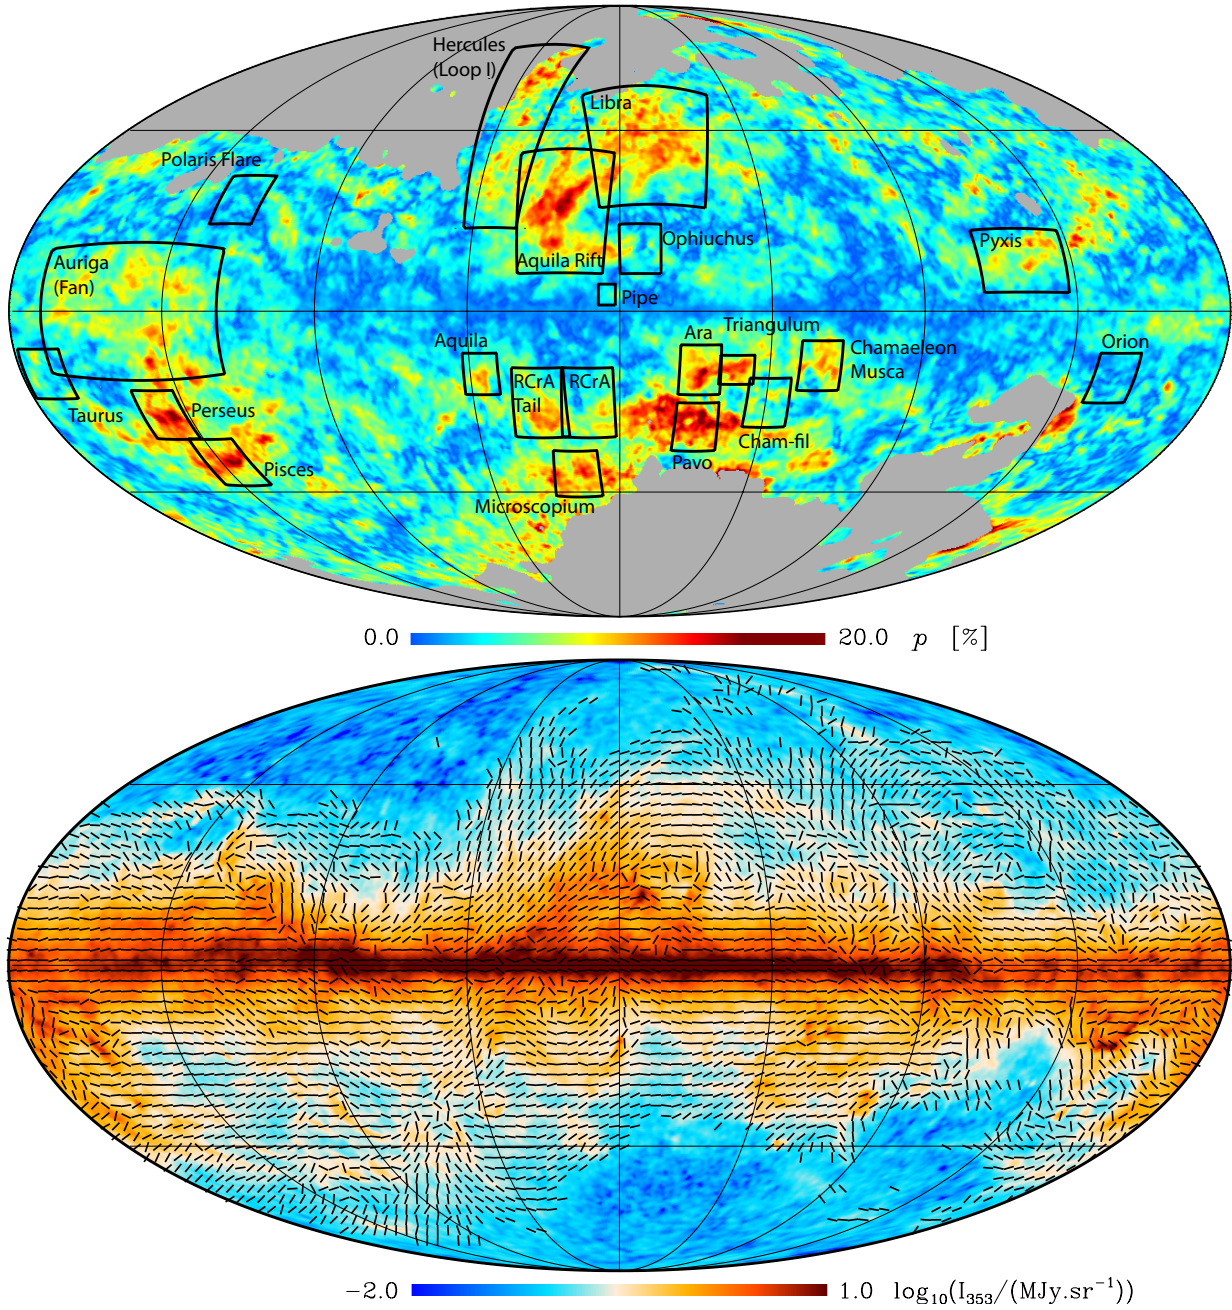 Hercules
(Loop I)
Libra
Polaris Flare
Ophiuchus
Pyxis
Auriga
(Fan)
Aquila Rift
Pipe
Aquila
Ara
Triangulum
Chamaeleon
Musca
Orion
RCrA
Tail
RCrA
Taurus
Perseus
Cham-fil
Pisces
Pavo
Microscopium
0.0 20.0 p [%]
-2.0 1.0 log₁₀(I₃₅₃/(MJy.sr⁻¹))